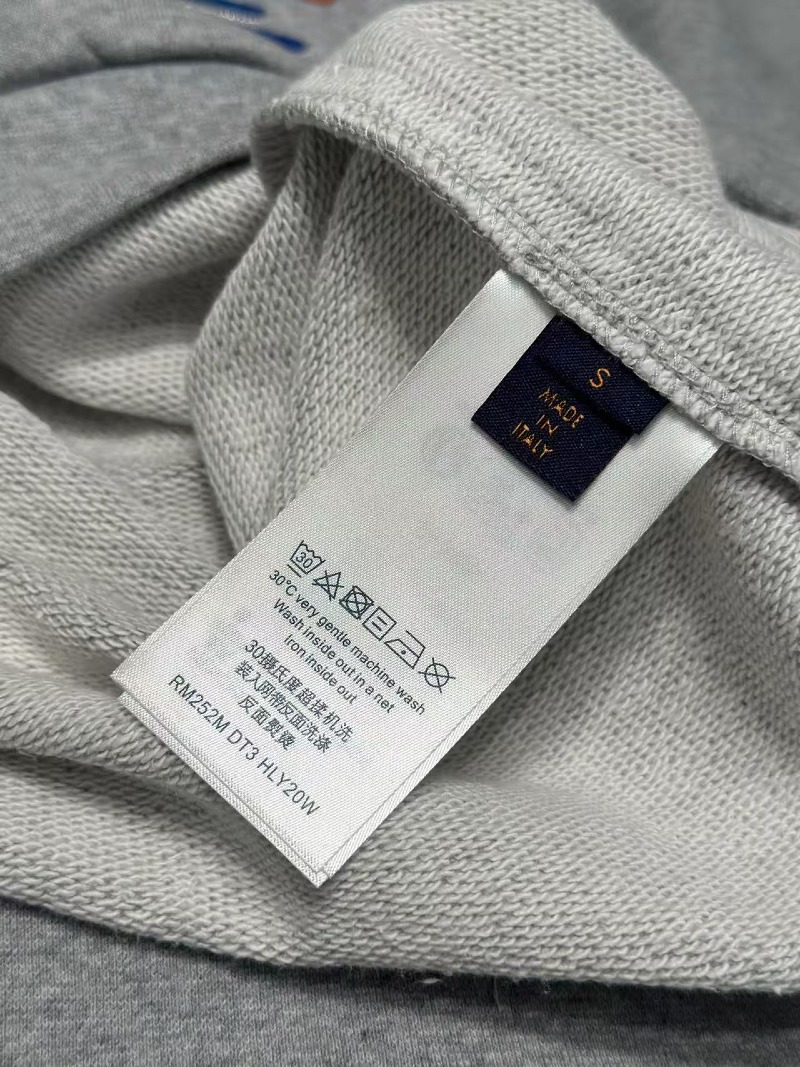 S
MADE
IN
ITALY
30
30°C very gentle machine wash
Wash inside out in a net
Iron inside out
30摄氏度超揉机洗
装入网带反面洗涤
反面熨烫
RM252M DT3 HLY20W